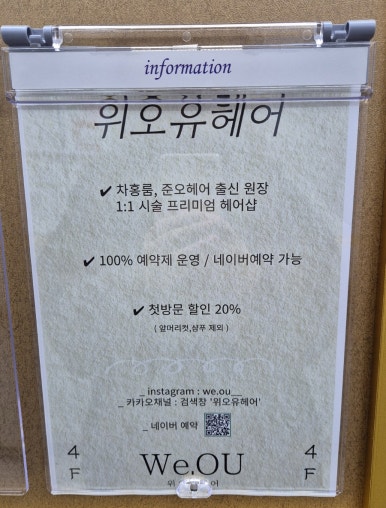 information
위오유헤어
✔ 차홍룸, 준오헤어 출신 원장
1:1 시술 프리미엄 헤어샵
✔ 100% 예약제 운영 / 네이버예약 가능
✔ 첫방문 할인 20%
( 앞머리컷,샴푸 제외 )
_ instagram : we.ou__
_ 카카오채널 : 검색창 '위오유헤어'
_ 네이버 예약
4F
We.OU
4F